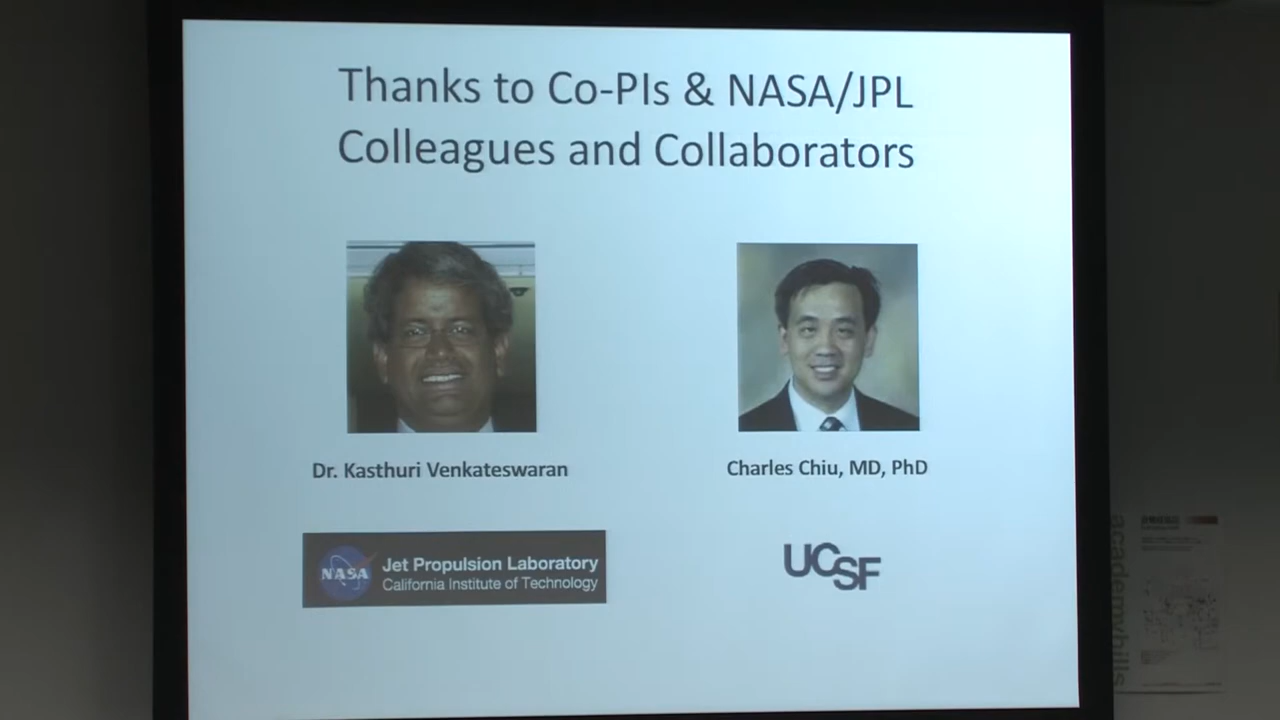 Thanks to Co-PIs & NASA/JPL
Colleagues and Collaborators
Dr. Kasthuri Venkateswaran
Charles Chiu, MD, PhD
NASA
Jet Propulsion Laboratory
California Institute of Technology
UCSF
academyhills